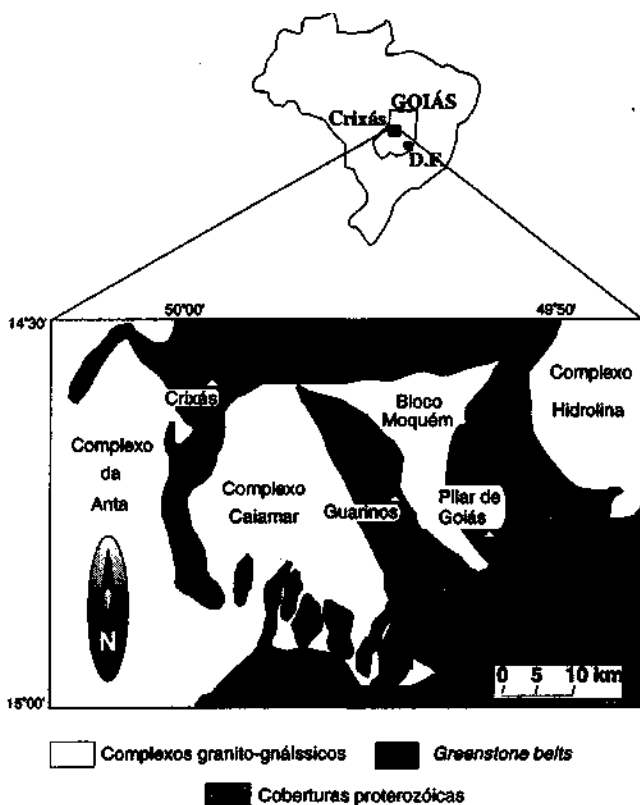 GOIÁS
Crixás
D.F.
50°00'
49°50'
14°30'
Crixás
Complexo
da
Anta
Complexo
Caiamar
Bloco
Moquém
Complexo
Hidrolina
Guarinos
Pilar de
Goiás
N
0 5 10 km
15°00'
Complexos granito-gnáissicos
Greenstone belts
Coberturas proterozóicas